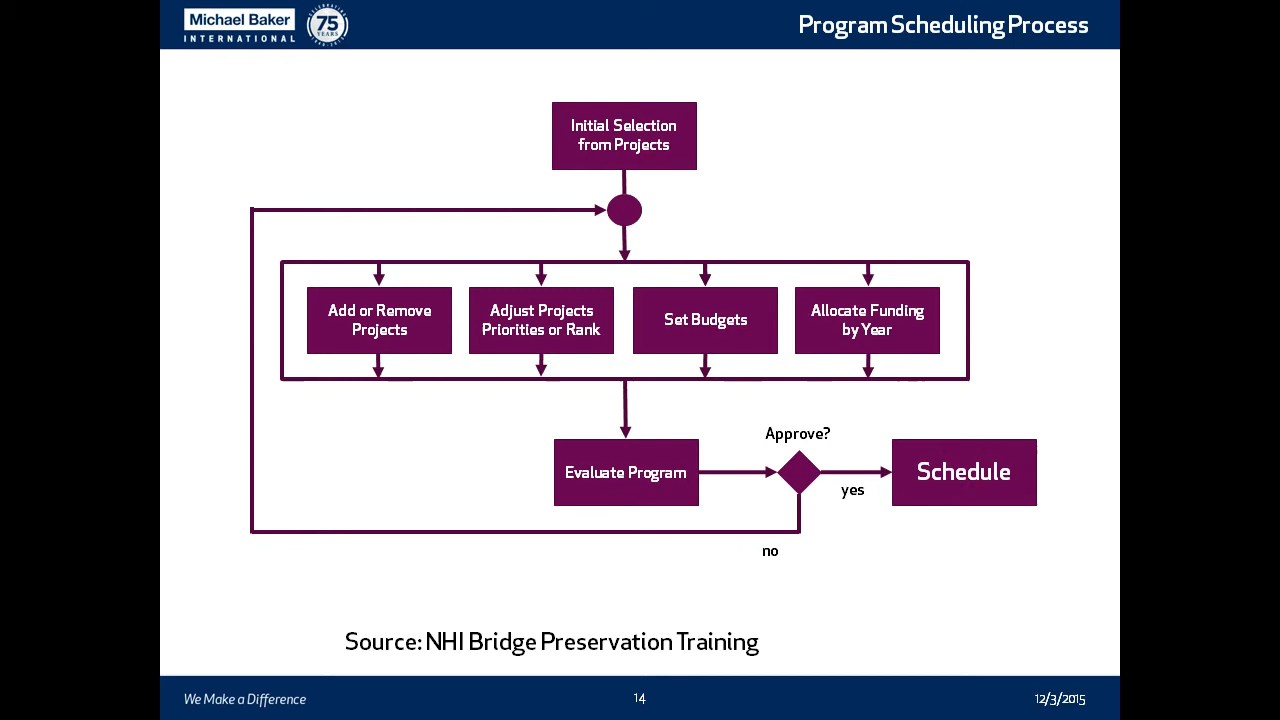 Michael Baker
INTERNATIONAL
75
YEARS
Program Scheduling Process
Initial Selection
from Projects
Add or Remove
Projects
Adjust Projects
Priorities or Rank
Set Budgets
Allocate Funding
by Year
Approve?
Evaluate Program
Schedule
yes
no
Source: NHI Bridge Preservation Training
We Make a Difference
14
12/3/2015